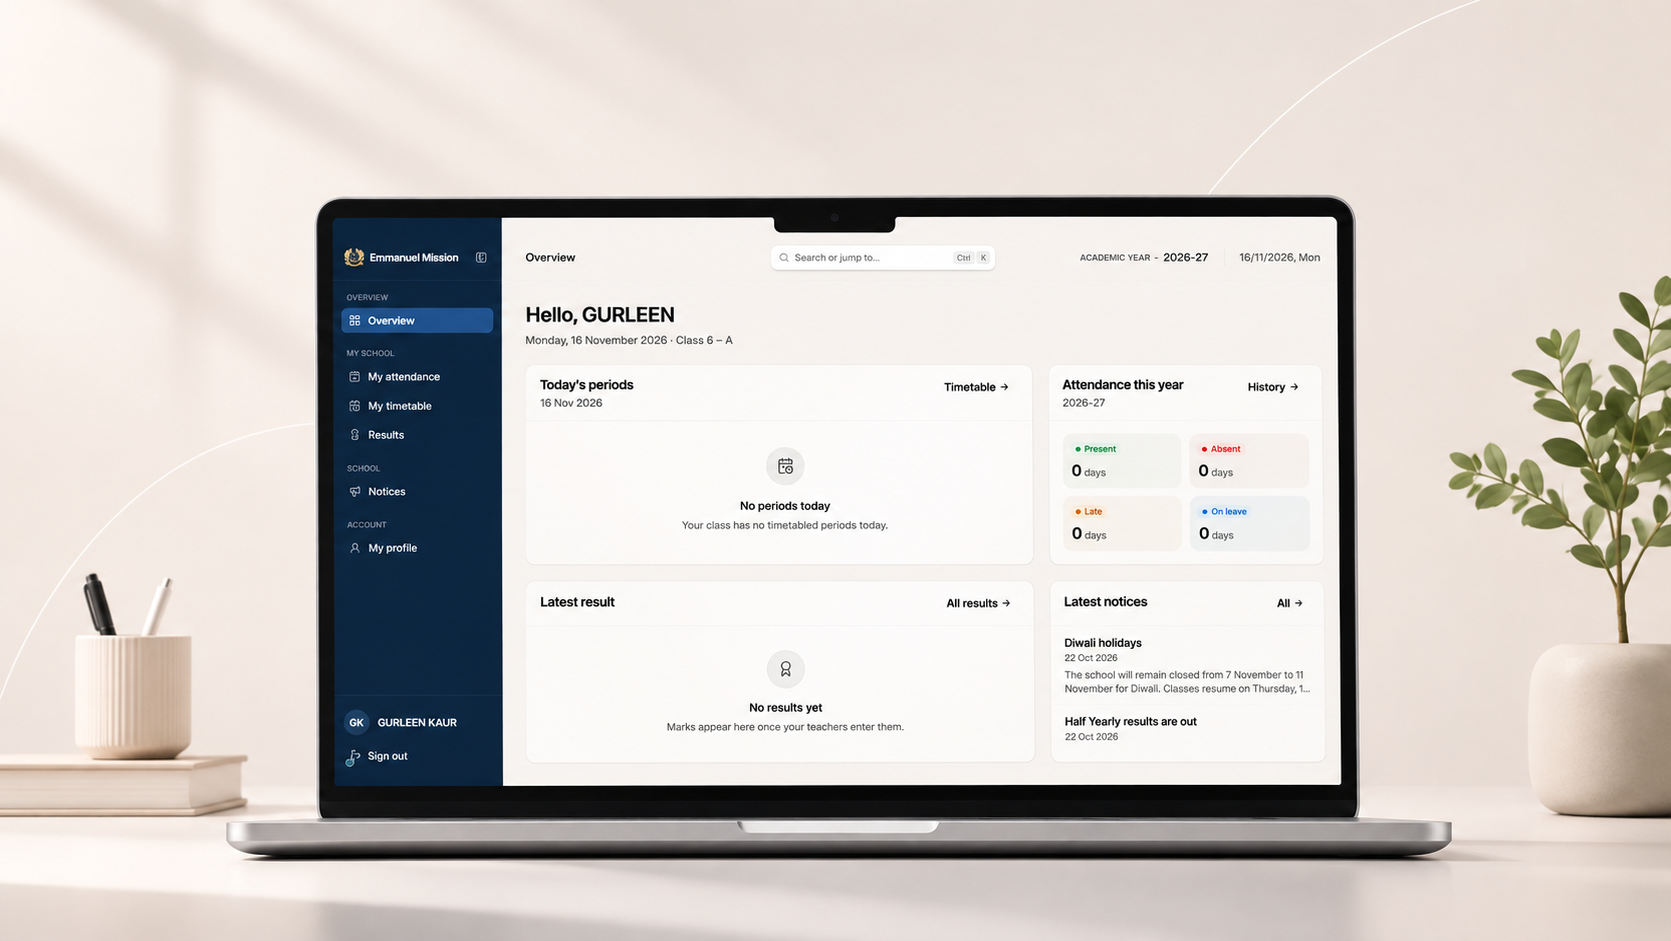 Emmanuel Mission
OVERVIEW
Overview
MY SCHOOL
My attendance
My timetable
Results
SCHOOL
Notices
ACCOUNT
My profile
GK GURLEEN KAUR
Sign out
Overview
Search or jump to...
Ctrl K
ACADEMIC YEAR - 2026-27
16/11/2026, Mon
Hello, GURLEEN
Monday, 16 November 2026 · Class 6 – A
Today's periods
16 Nov 2026
Timetable →
No periods today
Your class has no timetabled periods today.
Attendance this year
2026-27
History →
Present
0 days
Absent
0 days
Late
0 days
On leave
0 days
Latest result
All results →
No results yet
Marks appear here once your teachers enter them.
Latest notices
All →
Diwali holidays
22 Oct 2026
The school will remain closed from 7 November to 11
November for Diwali. Classes resume on Thursday, 1...
Half Yearly results are out
22 Oct 2026